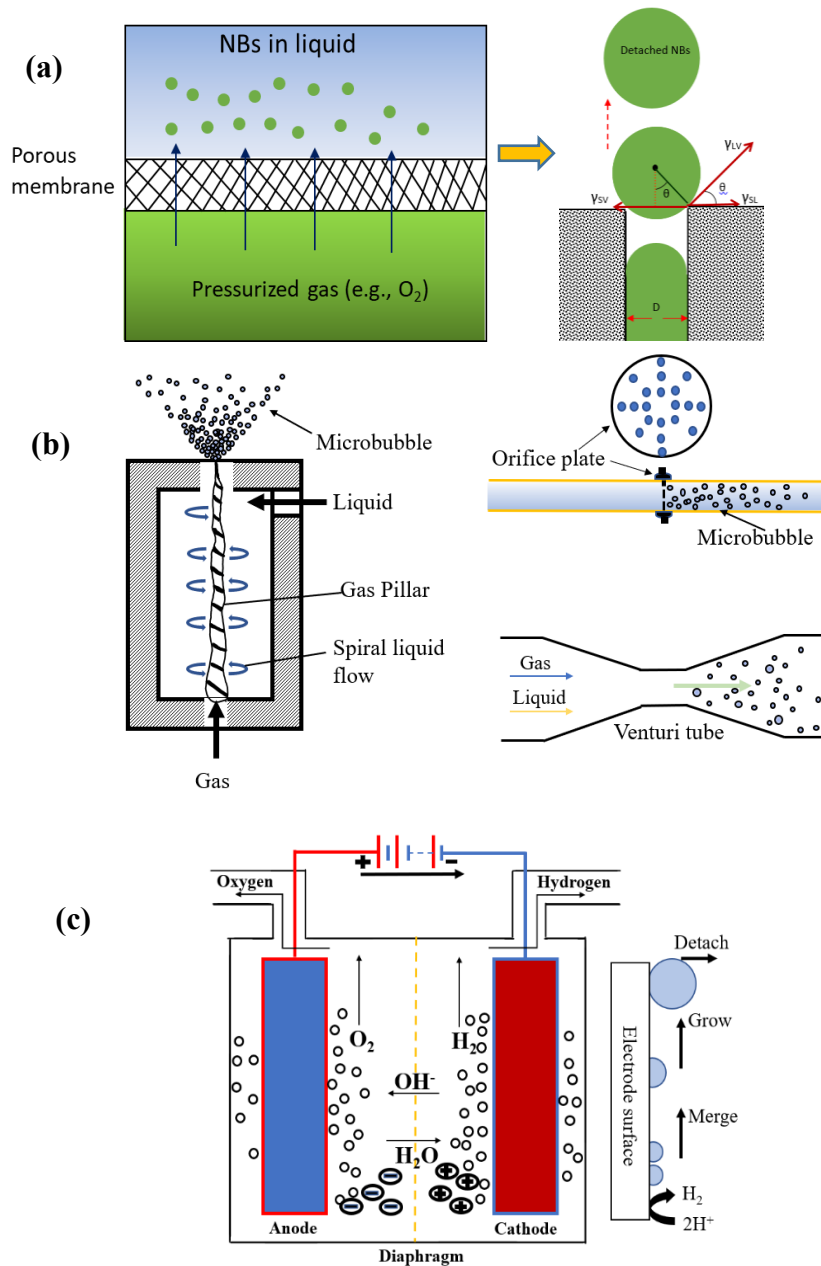 (a)
NBs in liquid
Porous
membrane
Pressurized gas (e.g., O₂)
Detached NBs
γLV
θ
θ
γSV
γSL
D
(b)
Microbubble
Liquid
Gas Pillar
Spiral liquid
flow
Gas
Orifice plate
Microbubble
Gas
Liquid
Venturi tube
(c)
+
-
Oxygen
Hydrogen
O₂
H₂
OH⁻
H₂O
Anode
Cathode
Diaphragm
Detach
Grow
Merge
Electrode surface
H₂
2H⁺